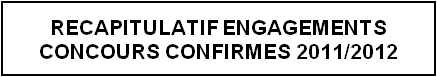 RECAPITULATIF ENGAGEMENTS
CONCOURS CONFIRMES 2011/2012